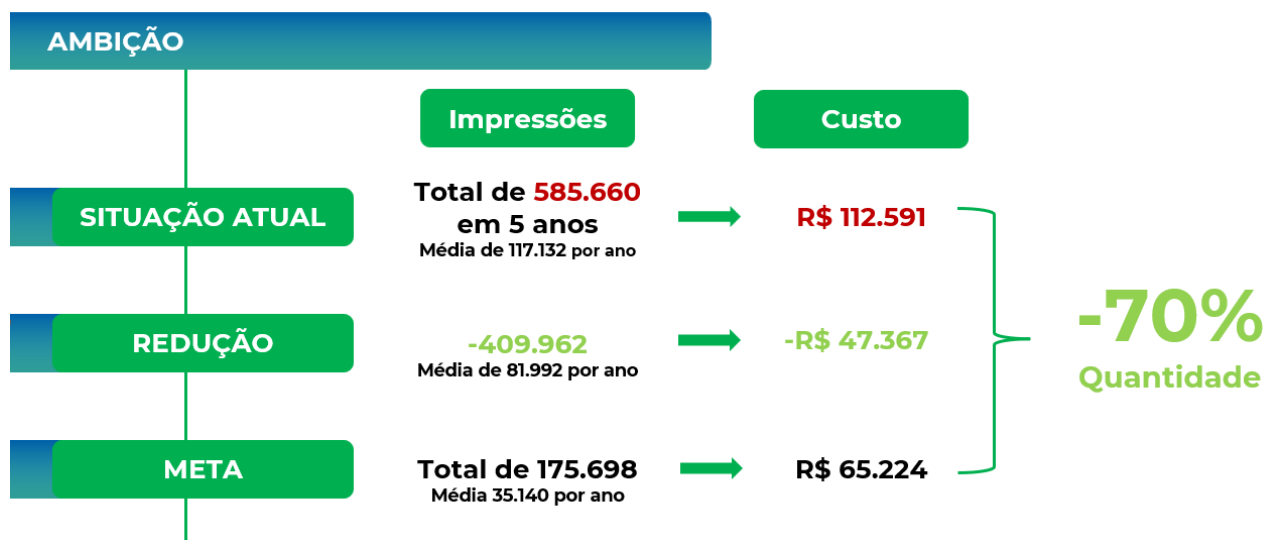 AMBIÇÃO
Impressões
Custo
SITUAÇÃO ATUAL
Total de 585.660
em 5 anos
Média de 117.132 por ano
R$ 112.591
REDUÇÃO
-409.962
Média de 81.992 por ano
-R$ 47.367
META
Total de 175.698
Média 35.140 por ano
R$ 65.224
-70%
Quantidade